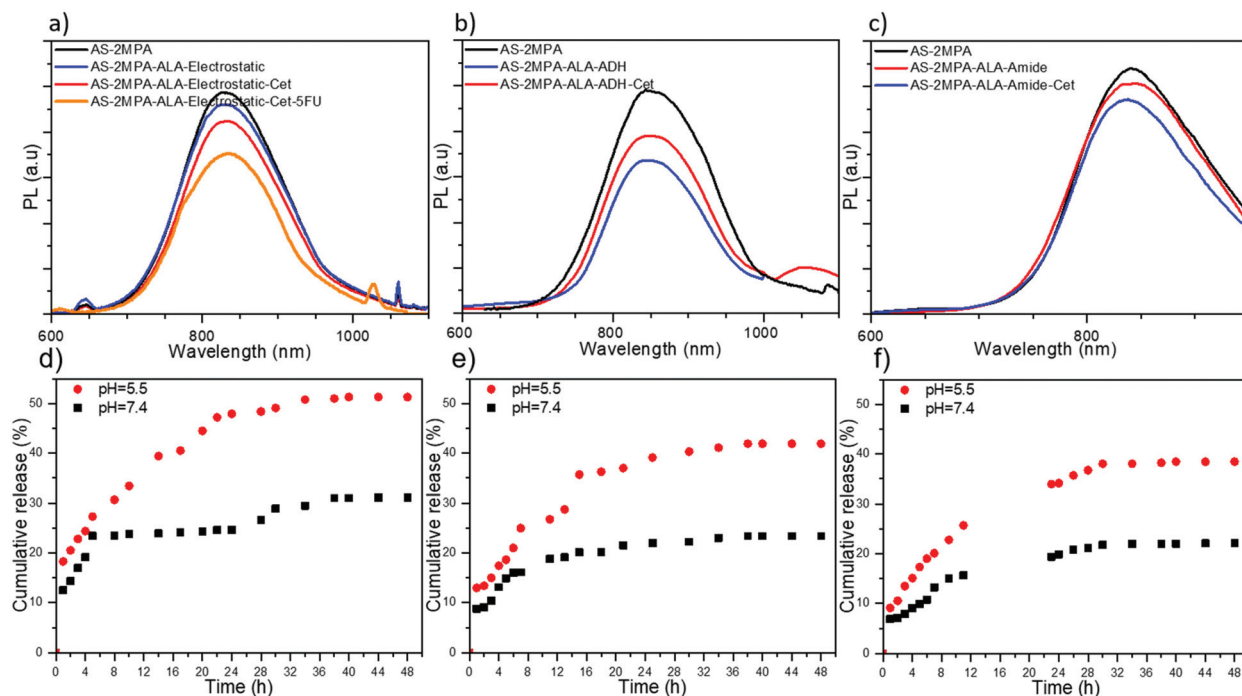 a)
AS-2MPA
AS-2MPA-ALA-Electrostatic
AS-2MPA-ALA-Electrostatic-Cet
AS-2MPA-ALA-Electrostatic-Cet-5FU
PL (a.u)
600 800 1000
Wavelength (nm)
b)
AS-2MPA
AS-2MPA-ALA-ADH
AS-2MPA-ALA-ADH-Cet
PL (a.u)
600 800 1000
Wavelength (nm)
c)
AS-2MPA
AS-2MPA-ALA-Amide
AS-2MPA-ALA-Amide-Cet
PL (a.u)
600 800
Wavelength (nm)
d)
pH=5.5
pH=7.4
Cumulative release (%)
50
40
30
20
10
0
0 4 8 12 16 20 24 28 32 36 40 44 48
Time (h)
e)
pH=5.5
pH=7.4
Cumulative release (%)
50
40
30
20
10
0
0 4 8 12 16 20 24 28 32 36 40 44 48
Time (h)
f)
pH=5.5
pH=7.4
Cumulative release (%)
50
40
30
20
10
0
0 4 8 12 16 20 24 28 32 36 40 44 48
Time (h)